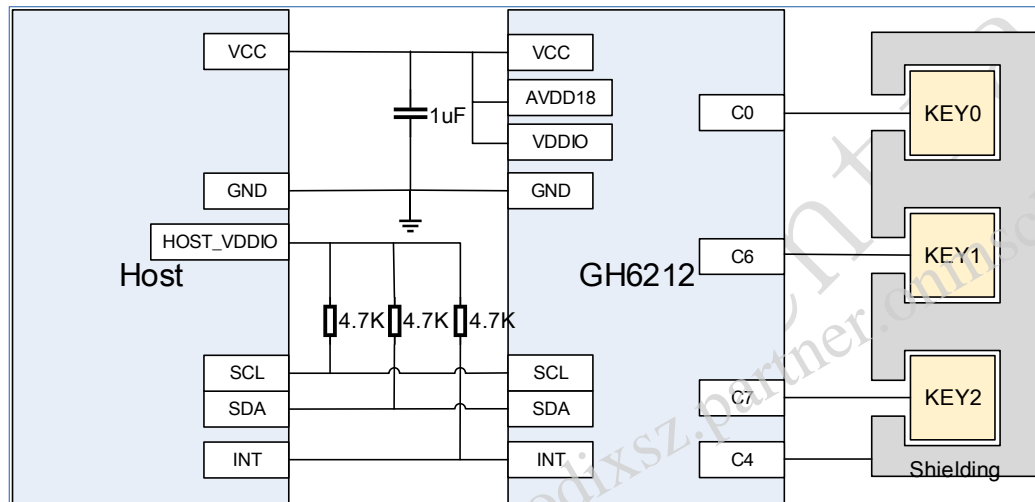 VCC
VCC
AVDD18
1uF
C0
KEY0
VDDIO
GND
GND
HOST_VDDIO
Host
GH6212
C6
KEY1
4.7K
4.7K
4.7K
SCL
SCL
C7
KEY2
SDA
SDA
INT
INT
C4
Shielding